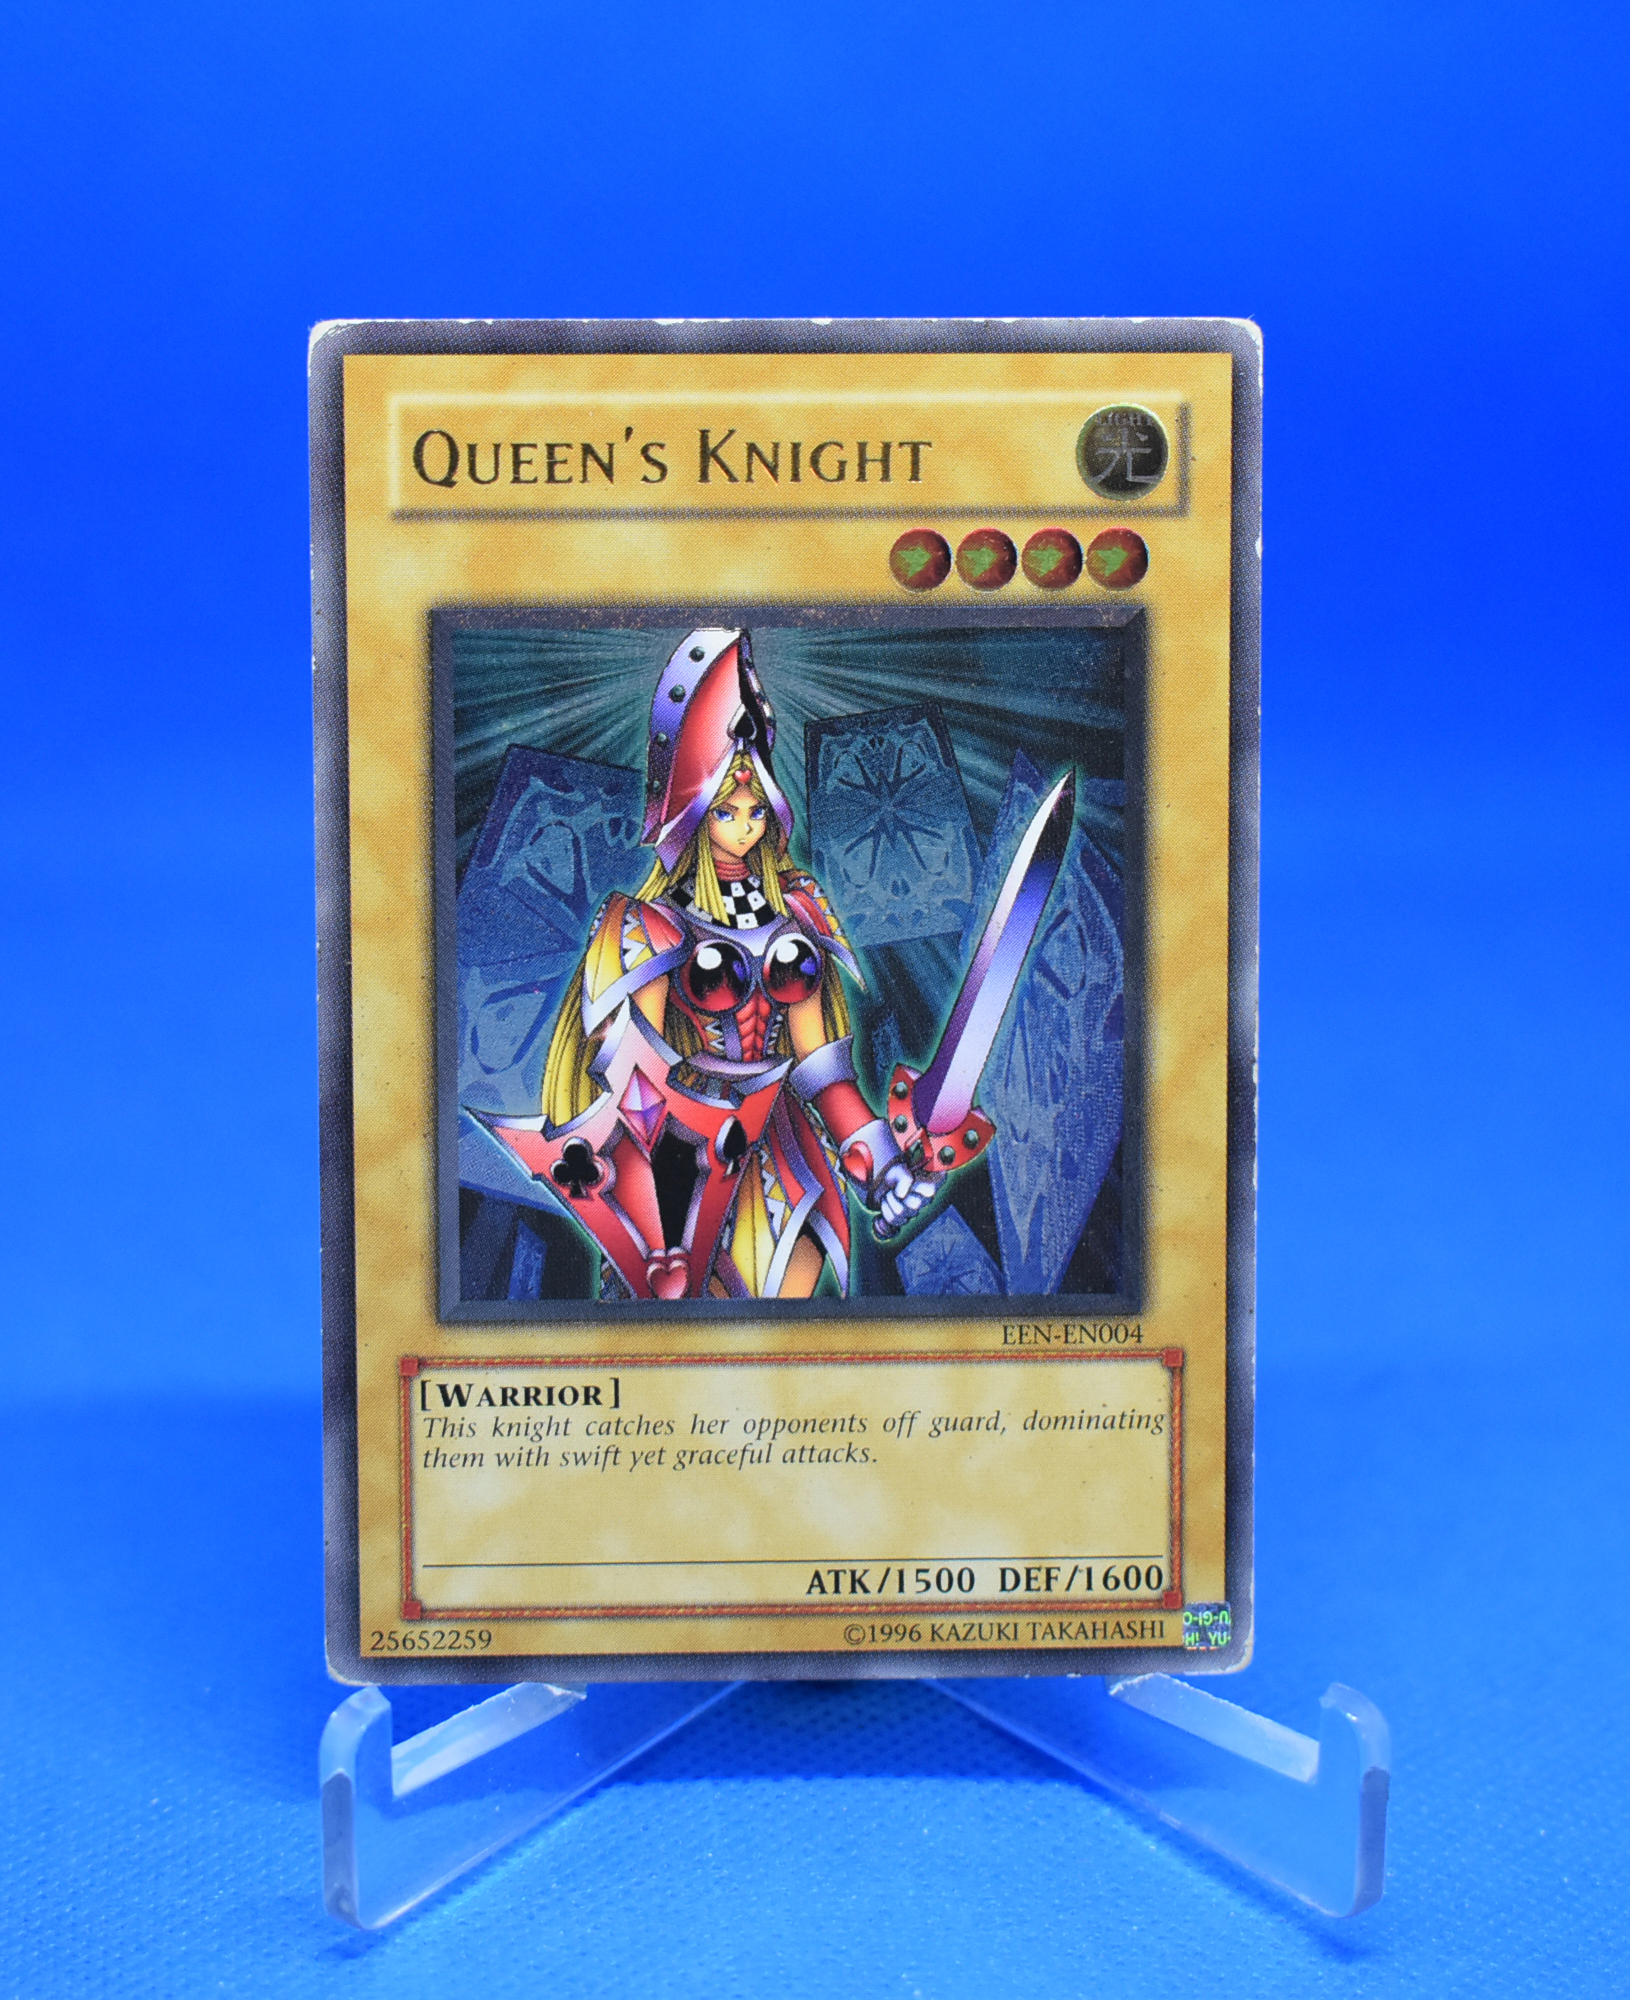 QUEEN'S KNIGHT
LIGHT
光
EEN-EN004
[WARRIOR]
This knight catches her opponents off guard, dominating
them with swift yet graceful attacks.
ATK/1500 DEF/1600
25652259
©1996 KAZUKI TAKAHASHI